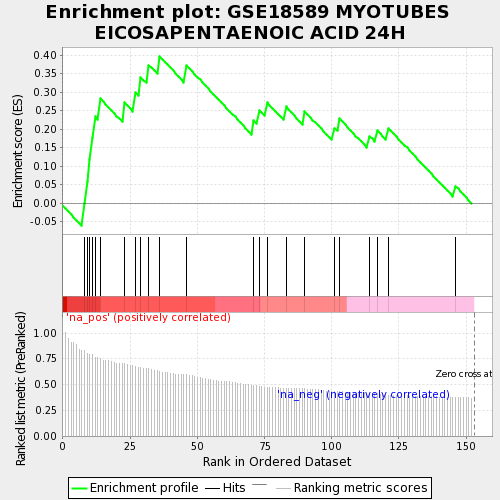 Enrichment plot: GSE18589 MYOTUBES
EICOSAPENTAENOIC ACID 24H
Enrichment score (ES)
0.40
0.35
0.30
0.25
0.20
0.15
0.10
0.05
0.00
-0.05
'na_pos' (positively correlated)
Ranked list metric (PreRanked)
1.00
0.75
0.50
0.25
0.00
Zero cross at
'na_neg' (negatively correlated)
0 25 50 75 100 125 150
Rank in Ordered Dataset
Enrichment profile Hits Ranking metric scores